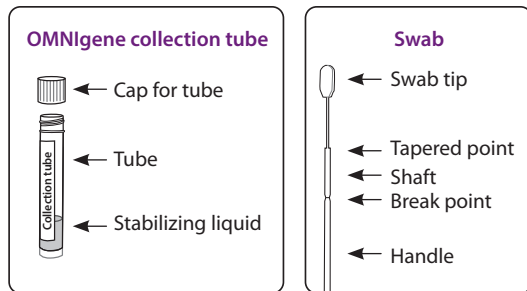 OMNIgene collection tube
Cap for tube
Tube
Collection tube
Stabilizing liquid
Swab
Swab tip
Tapered point
Shaft
Break point
Handle